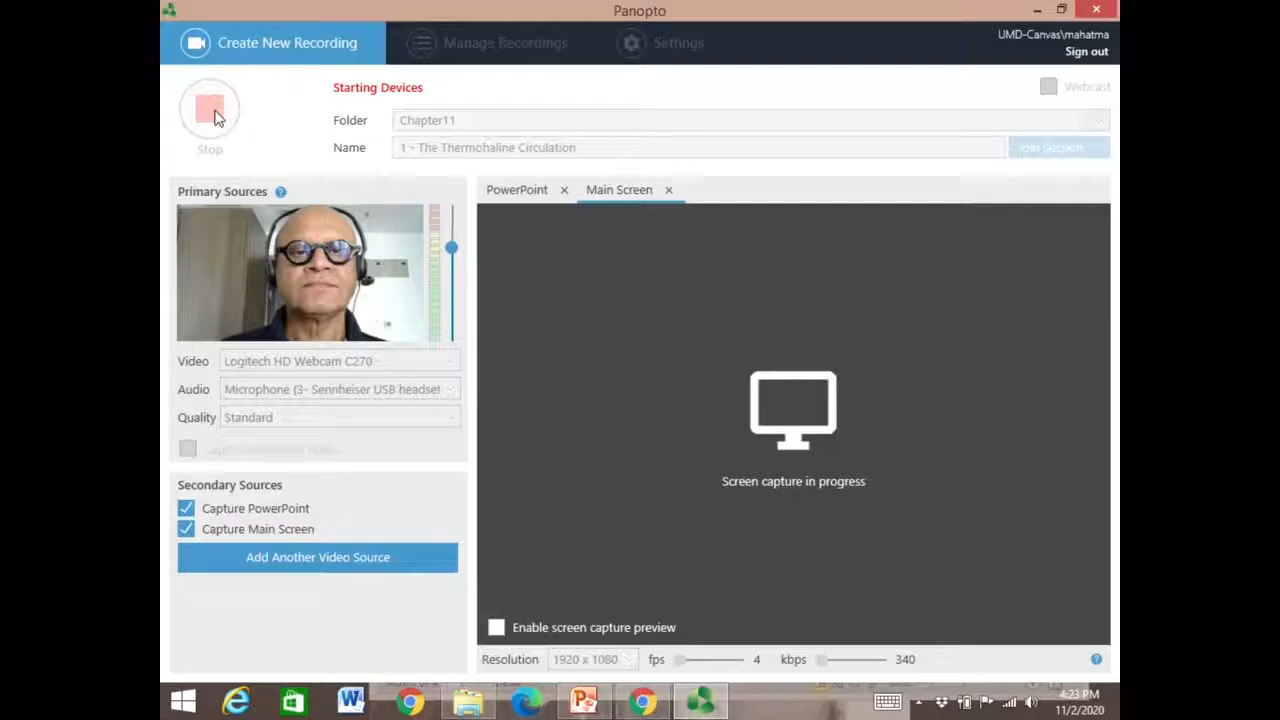 Panopto
Create New Recording
Manage Recordings
Settings
UMD-Canvas\mahatma
Sign out
Starting Devices
Webcast
Folder
Chapter11
Stop
Name
1 - The Thermohaline Circulation
Join Session
Primary Sources
PowerPoint
Main Screen
Video
Logitech HD Webcam C270
Audio
Microphone (3- Sennheiser USB headset
Quality
Standard
Screen capture in progress
Secondary Sources
Capture PowerPoint
Capture Main Screen
Add Another Video Source
Enable screen capture preview
Resolution
1920 x 1080
fps
4
kbps
340
4:23 PM
11/2/2020